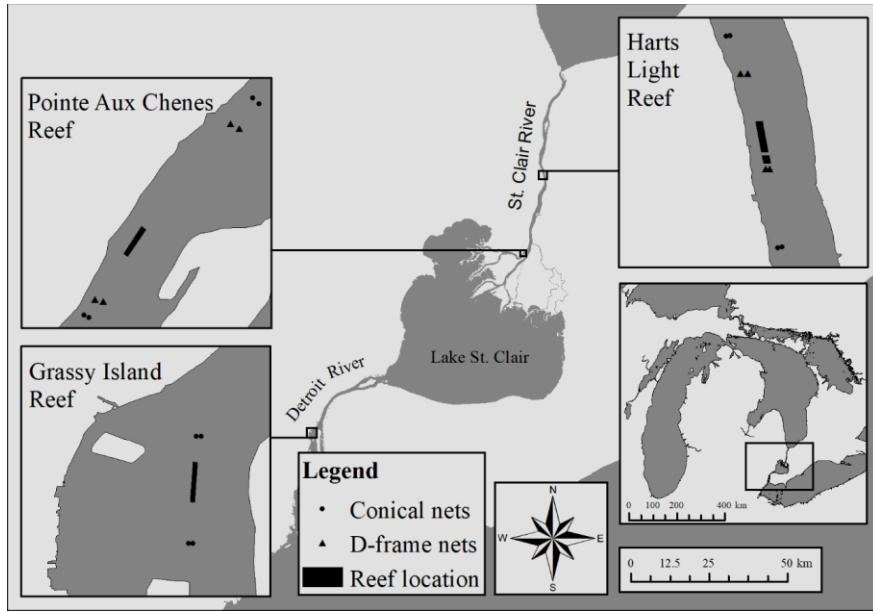 Pointe Aux Chenes
Reef
Harts
Light
Reef
St. Clair River
Lake St. Clair
Detroit River
Grassy Island
Reef
Legend
Conical nets
D-frame nets
Reef location
N
W
E
S
0 100 200 400 km
0 12.5 25 50 km